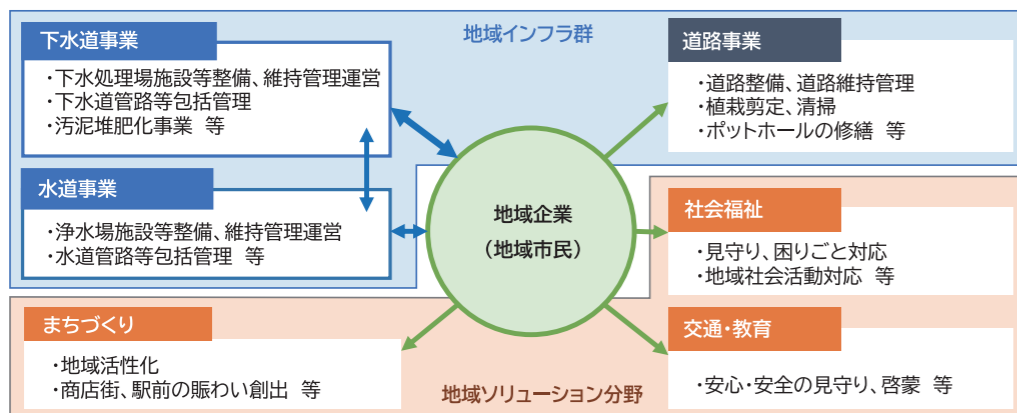 地域インフラ群
下水道事業
・下水処理場施設等整備、維持管理運営
・下水道管路等包括管理
・汚泥堆肥化事業 等
道路事業
・道路整備、道路維持管理
・植栽剪定、清掃
・ポットホールの修繕 等
水道事業
・浄水場施設等整備、維持管理運営
・水道管路等包括管理 等
地域企業
(地域市民)
社会福祉
・見守り、困りごと対応
・地域社会活動対応 等
まちづくり
・地域活性化
・商店街、駅前の賑わい創出 等
交通・教育
・安心・安全の見守り、啓蒙 等
地域ソリューション分野